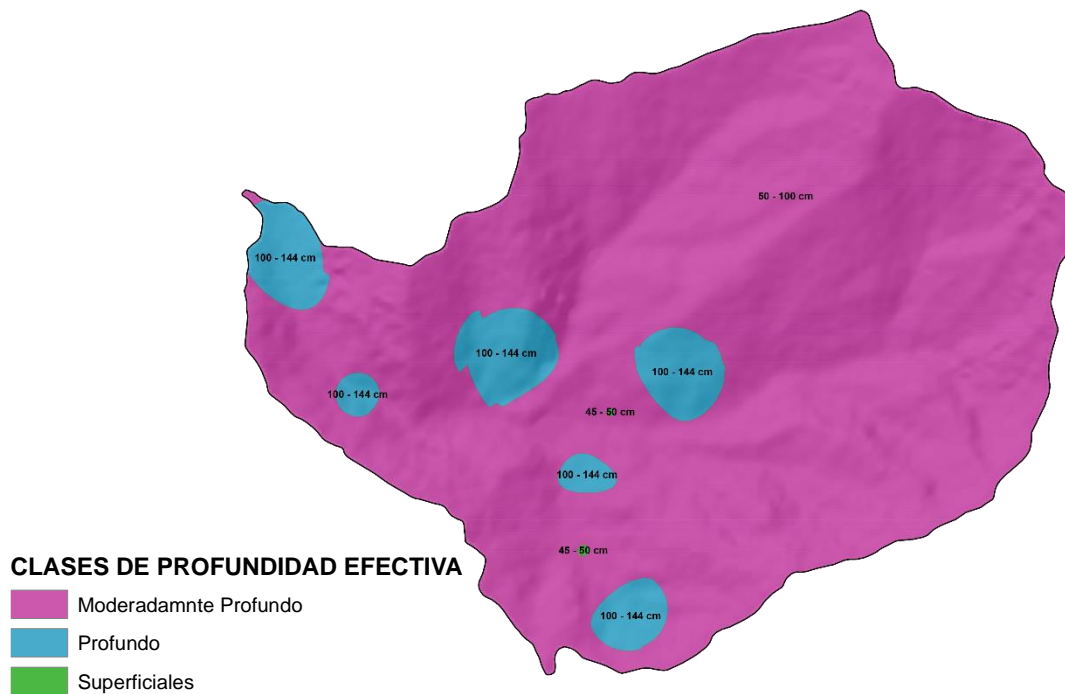 50 - 100 cm
100 - 144 cm
100 - 144 cm
100 - 144 cm
100 - 144 cm
45 - 50 cm
100 - 144 cm
45 - 50 cm
100 - 144 cm
CLASES DE PROFUNDIDAD EFECTIVA
Moderadamnte Profundo
Profundo
Superficiales